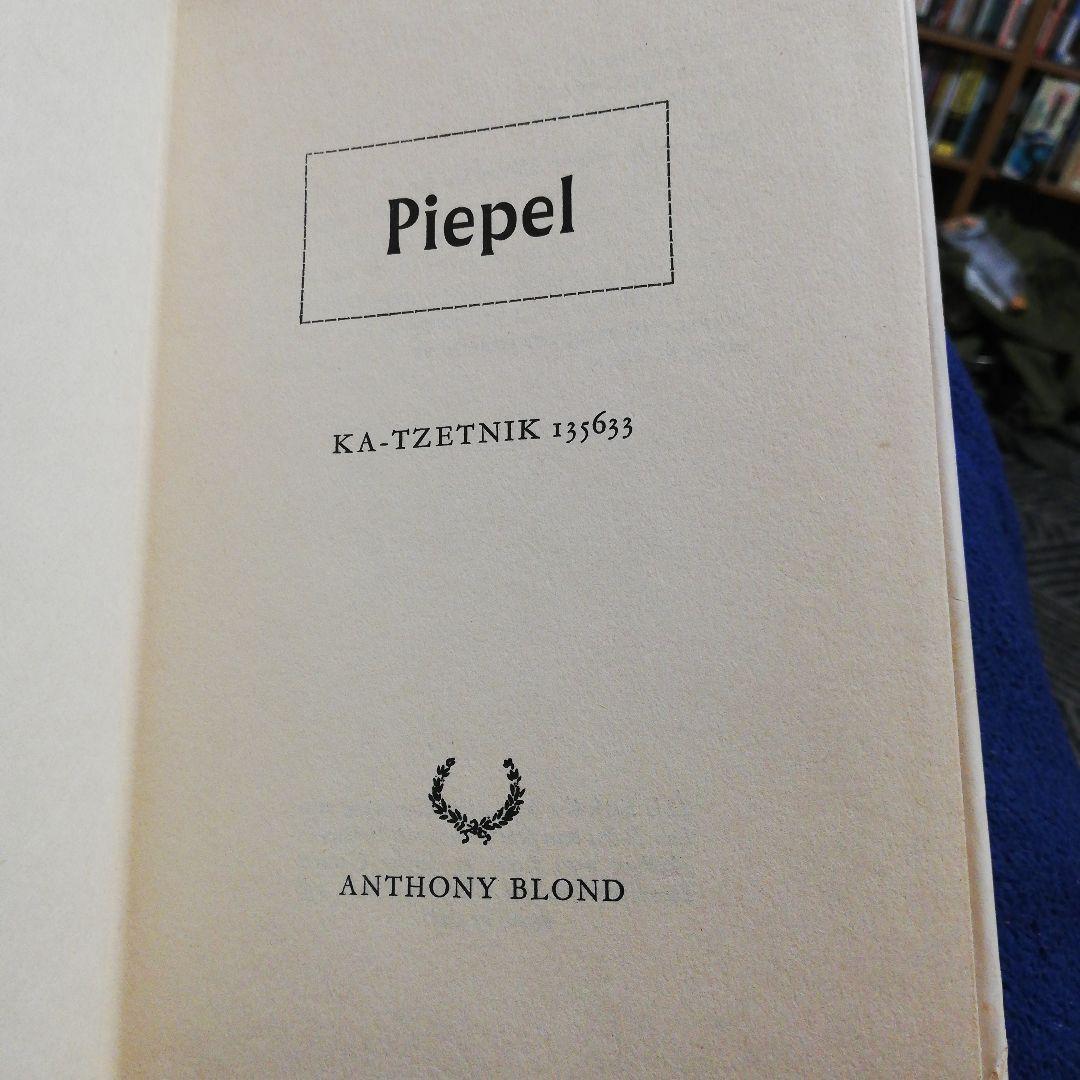 Piepel
KA-TZETNIK 135633
ANTHONY BLOND